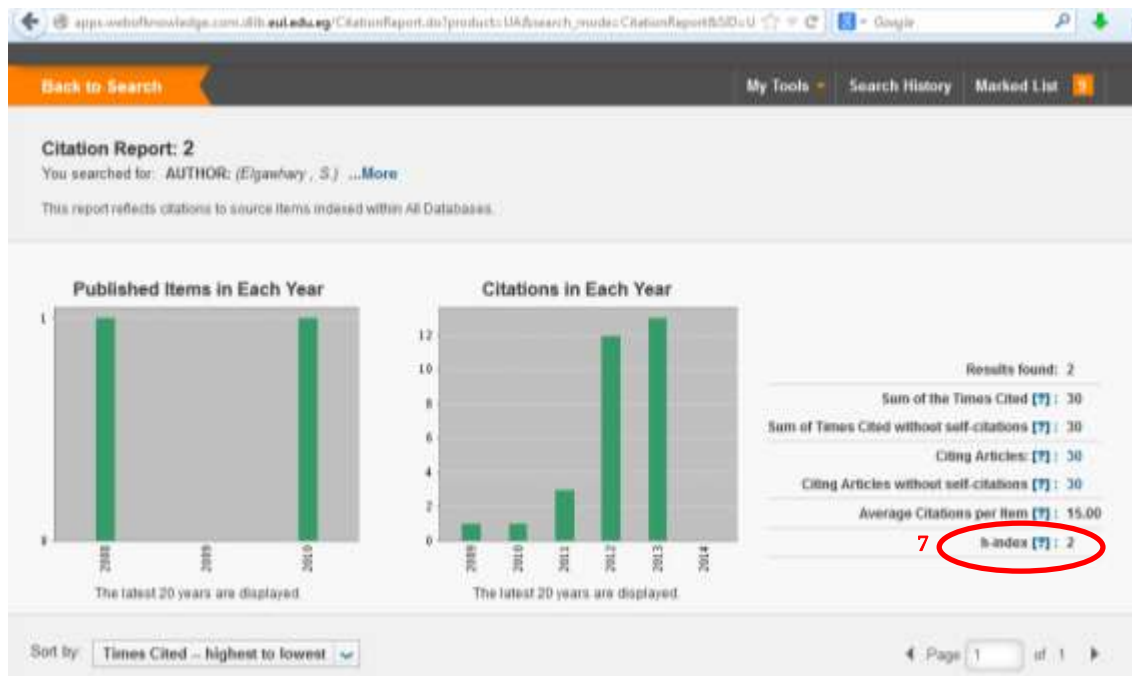 apps.webofknowledge.com.dlib.eul.edu.eg/CitationReport.do?product=UA&search_mode=CitationReport&SID=U
Google
Back to Search
My Tools
Search History
Marked List
9
Citation Report: 2
You searched for: AUTHOR: (Elgawhary , S.) ...More
This report reflects citations to source items indexed within All Databases.
Published Items in Each Year
1
0
2008
2009
2010
The latest 20 years are displayed.
Citations in Each Year
12
10
8
6
4
2
0
2009
2010
2011
2012
2013
2014
The latest 20 years are displayed.
Results found: 2
Sum of the Times Cited [?] : 30
Sum of Times Cited without self-citations [?] : 30
Citing Articles: [?] : 30
Citing Articles without self-citations [?] : 30
Average Citations per Item [?] : 15.00
7
h-index [?] : 2
Sort by: Times Cited -- highest to lowest
Page 1 of 1